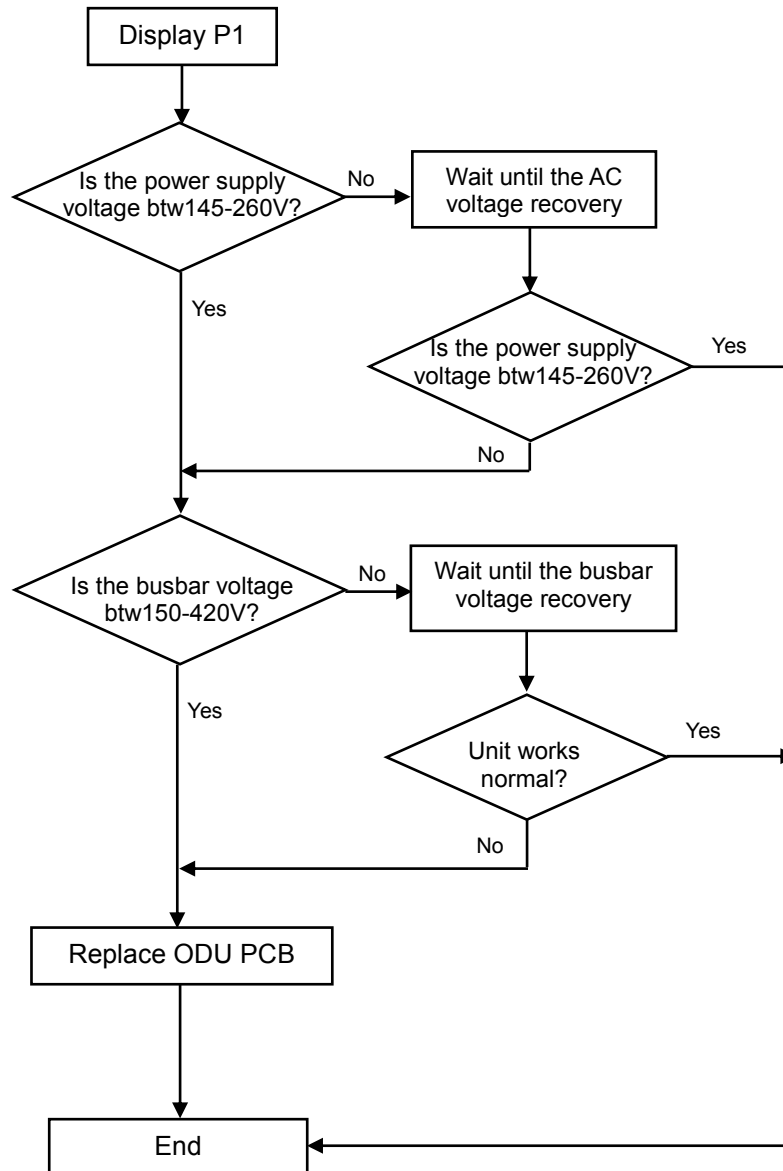 Display P1
Is the power supply
voltage btw145-260V?
No
Wait until the AC
voltage recovery
Yes
Is the power supply
voltage btw145-260V?
Yes
No
Is the busbar voltage
btw150-420V?
No
Wait until the busbar
voltage recovery
Yes
Unit works
normal?
Yes
No
Replace ODU PCB
End